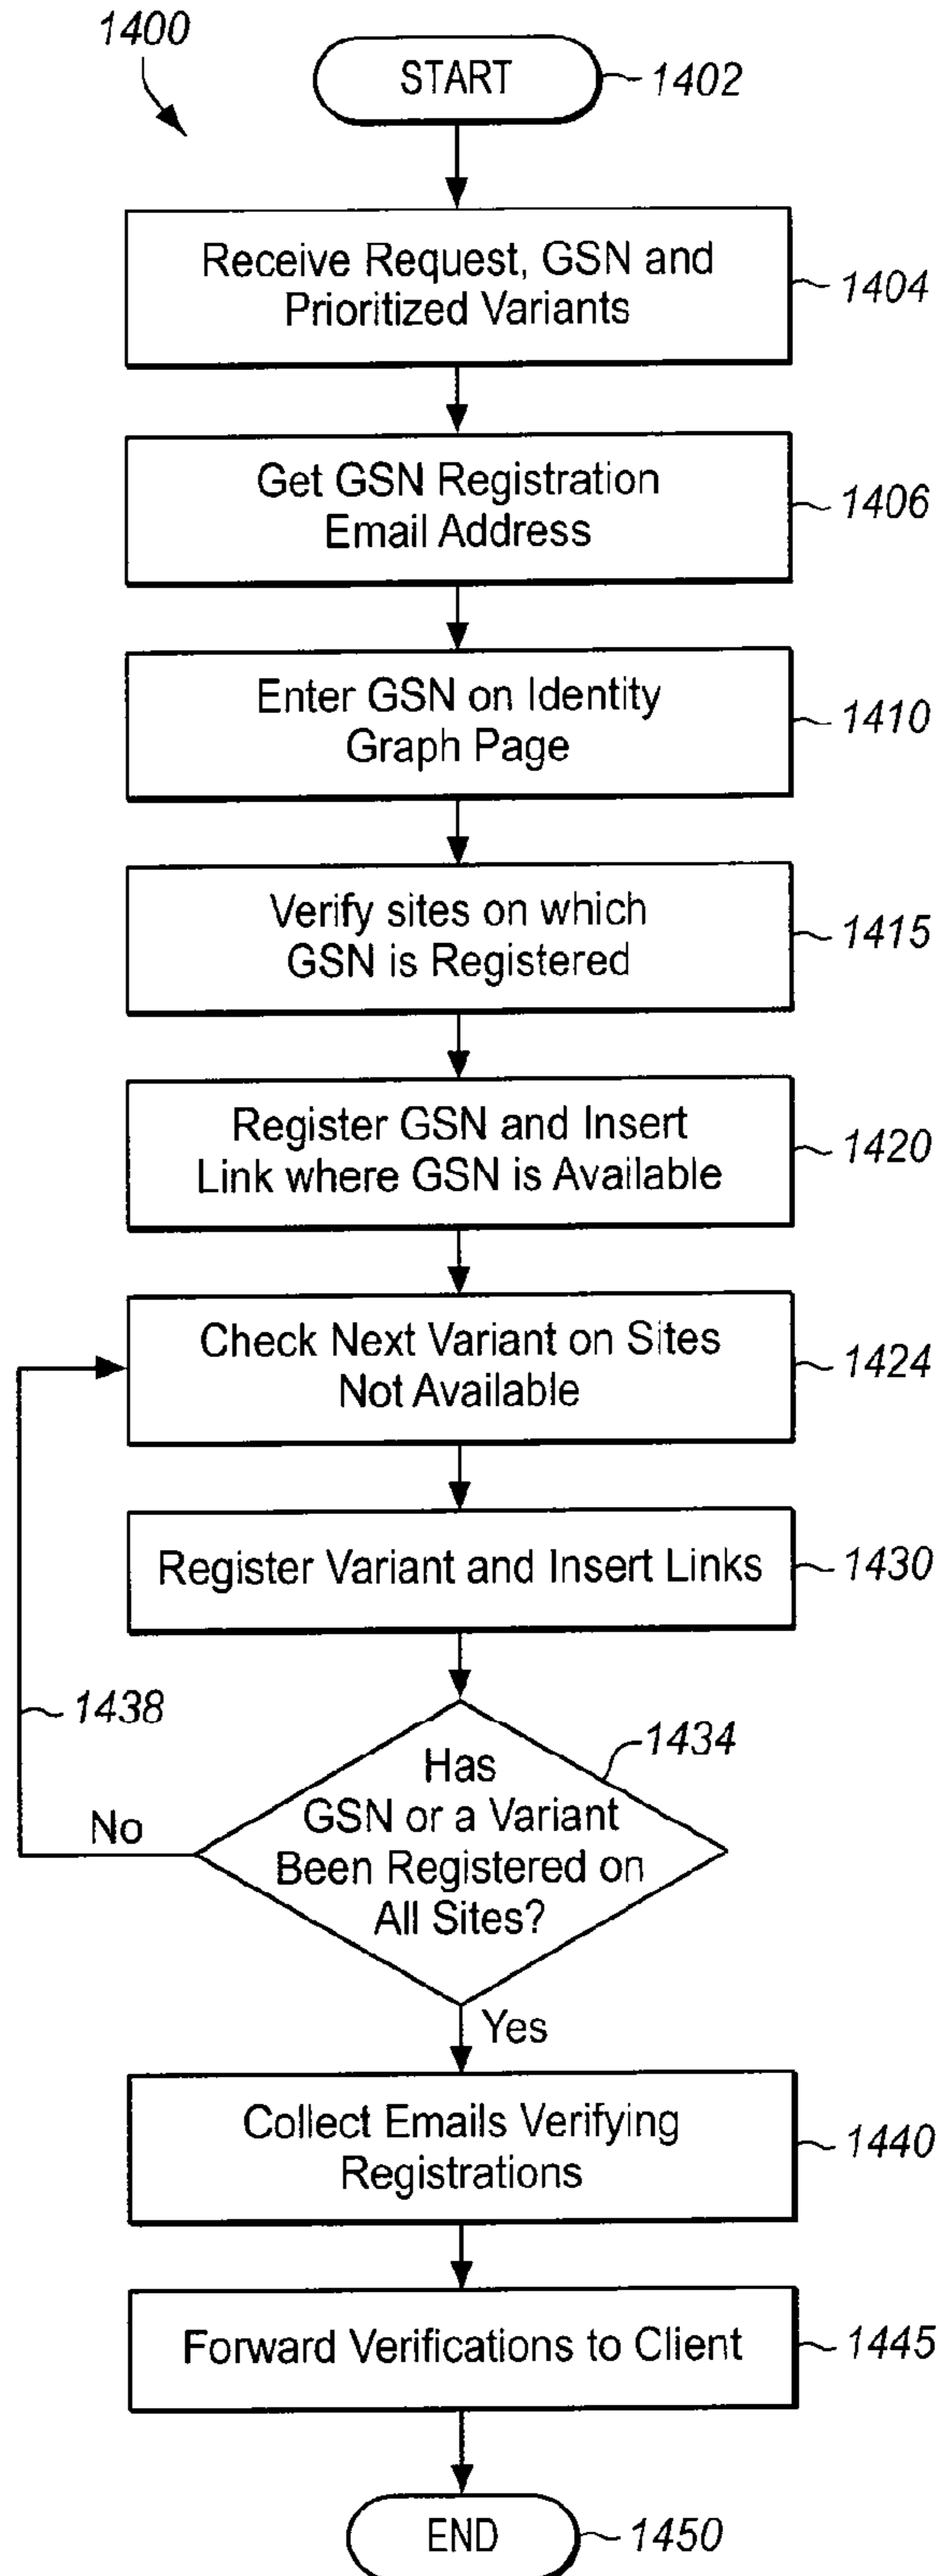 1400
START
1402
Receive Request, GSN and
Prioritized Variants
1404
Get GSN Registration
Email Address
1406
Enter GSN on Identity
Graph Page
1410
Verify sites on which
GSN is Registered
1415
Register GSN and Insert
Link where GSN is Available
1420
Check Next Variant on Sites
Not Available
1424
Register Variant and Insert Links
1430
1438
1434
Has
GSN or a Variant
Been Registered on
All Sites?
No
Yes
Collect Emails Verifying
Registrations
1440
Forward Verifications to Client
1445
END
1450